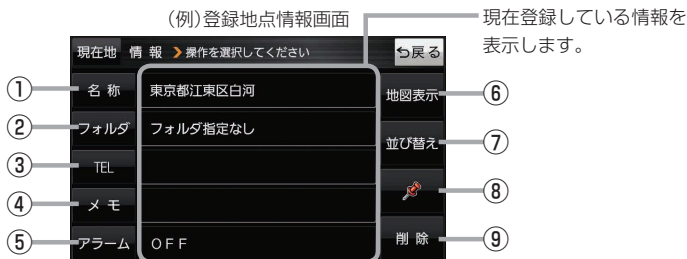 (例)登録地点情報画面
現在登録している情報を
表示します。
現在地 情 報 操作を選択してください 戻る
① 名 称 東京都江東区白河 地図表示 ⑥
② フォルダ フォルダ指定なし 並び替え ⑦
③ TEL ⑧
④ メ モ
⑤ アラーム OFF 削 除 ⑨